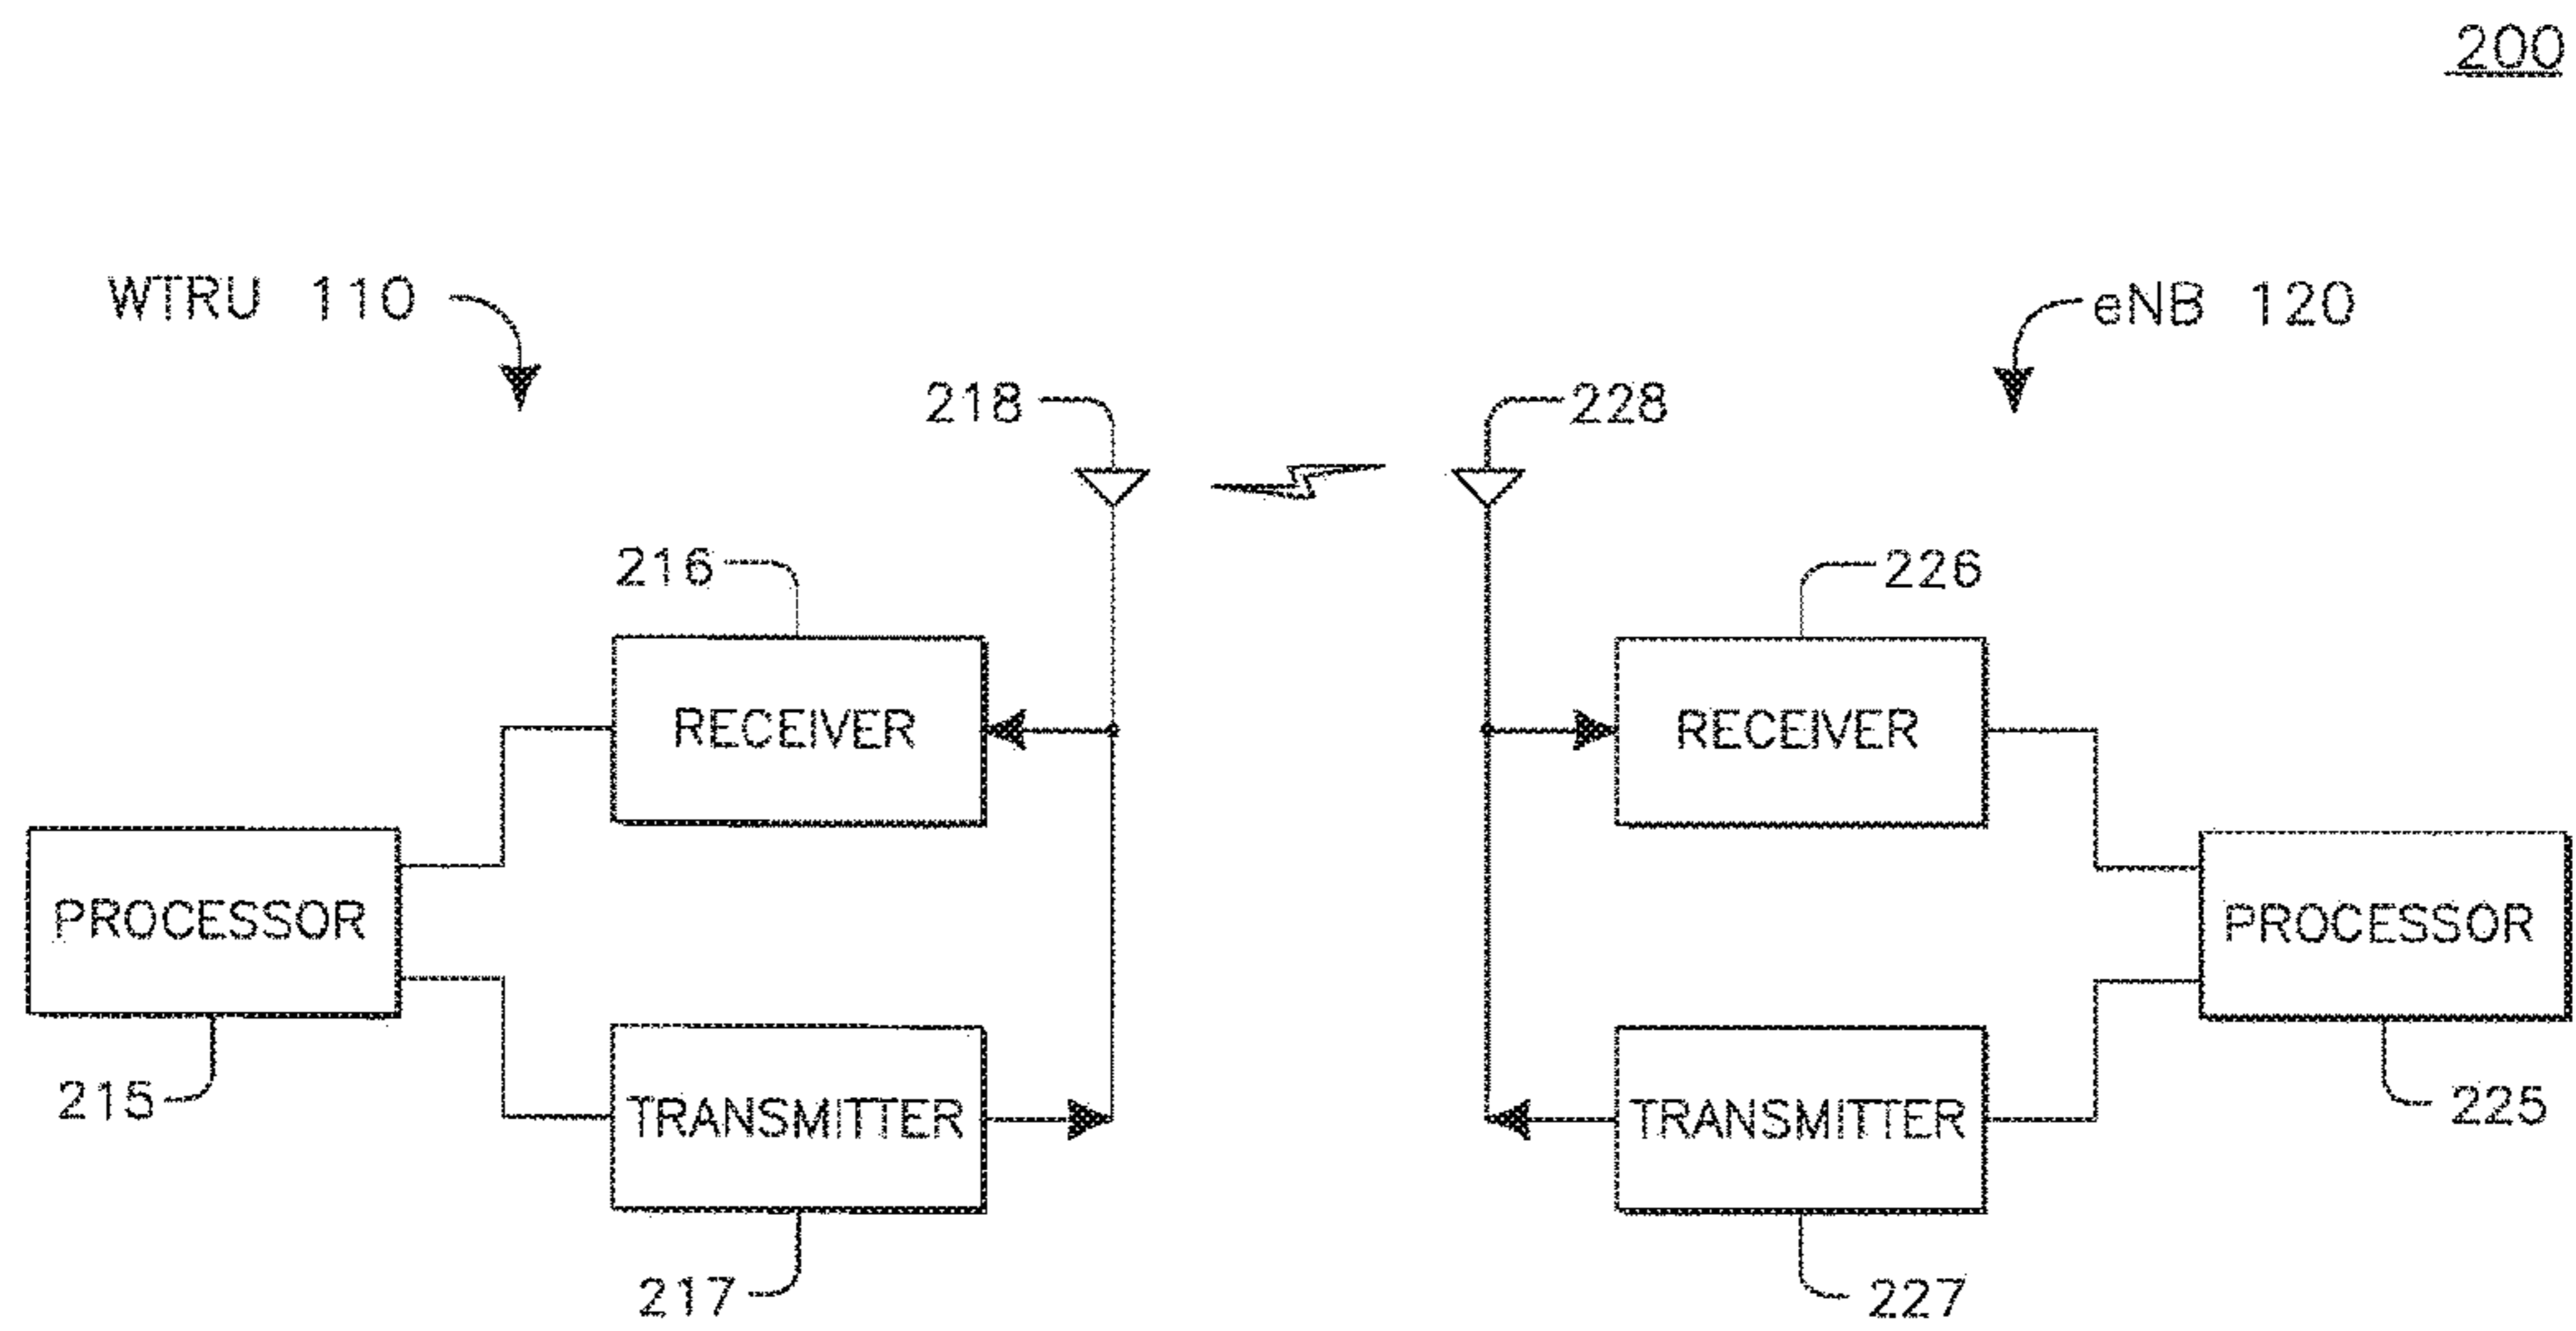 200
WTRU 110
eNB 120
218
228
216
226
RECEIVER
RECEIVER
PROCESSOR
PROCESSOR
215
TRANSMITTER
TRANSMITTER
225
217
227